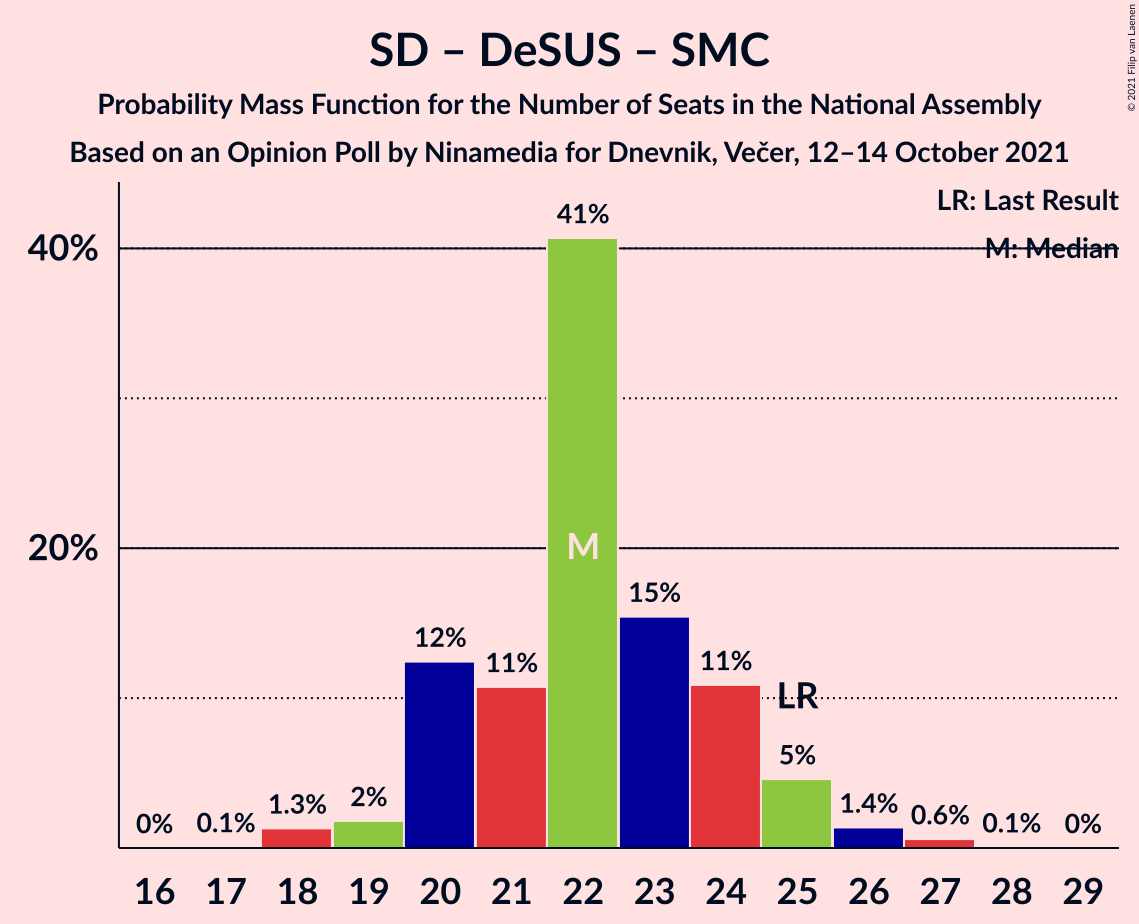 SD – DeSUS – SMC
Probability Mass Function for the Number of Seats in the National Assembly
Based on an Opinion Poll by Ninamedia for Dnevnik, Večer, 12–14 October 2021
© 2021 Filip van Laenen
LR: Last Result
M: Median
40%
20%
0%
0.1%
1.3%
2%
12%
11%
41%
M
15%
11%
LR
5%
1.4%
0.6%
0.1%
0%
16 17 18 19 20 21 22 23 24 25 26 27 28 29